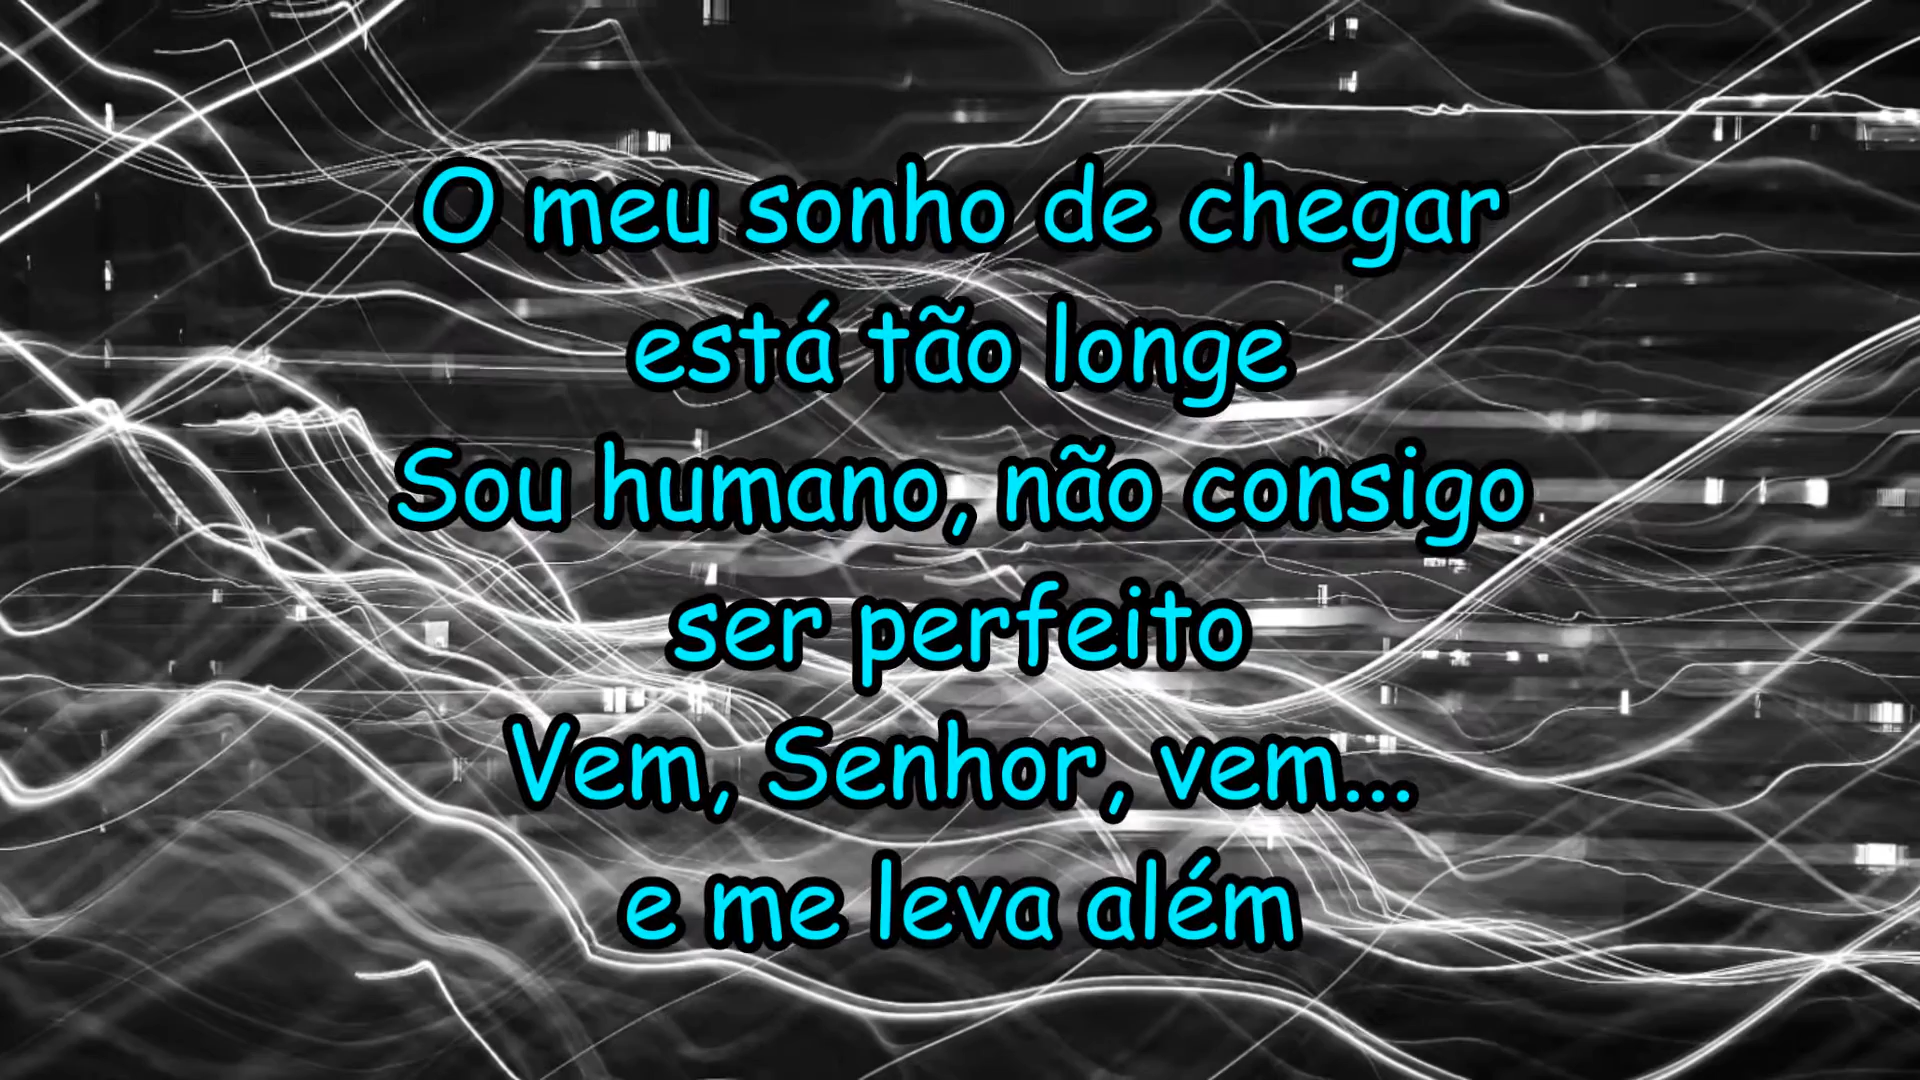 O meu sonho de chegar
está tão longe
Sou humano, não consigo
ser perfeito
Vem, Senhor, vem...
e me leva além